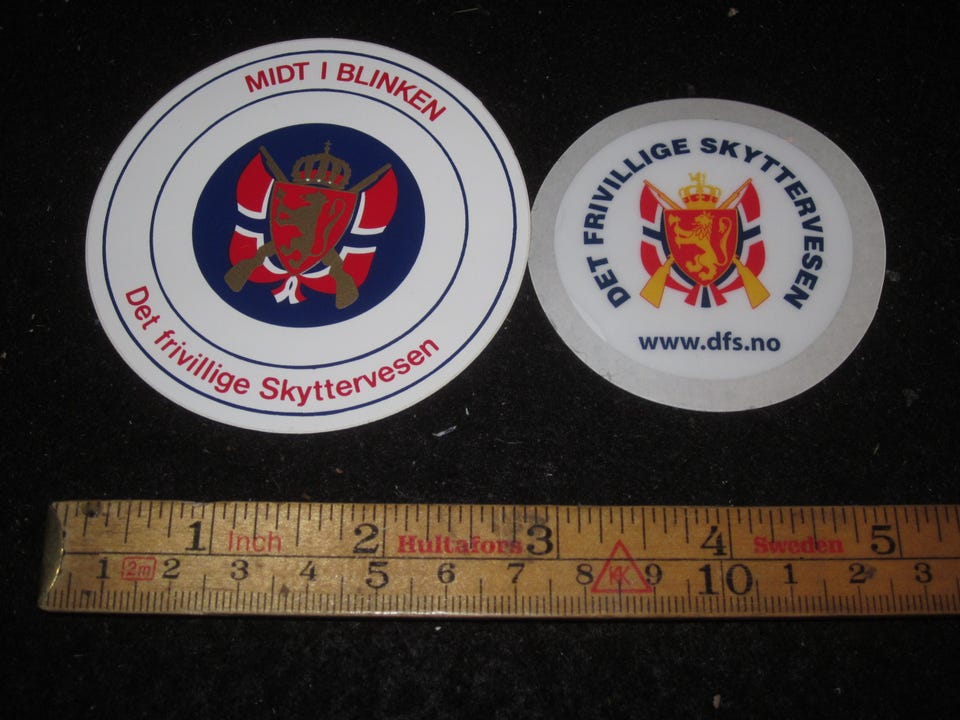 MIDT I BLINKEN
Det frivillige Skyttervesen
DET FRIVILLIGE SKYTTERVESEN
www.dfs.no
1 Inch 2 Hultafors 3 4 Sweden 5
1 2m 2 3 4 5 6 7 8 KK 9 10 1 2 3